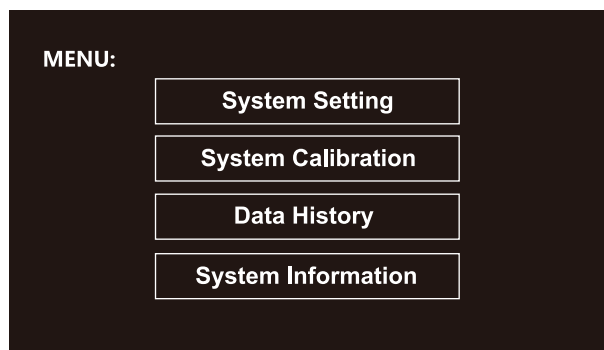 MENU:
System Setting
System Calibration
Data History
System Information